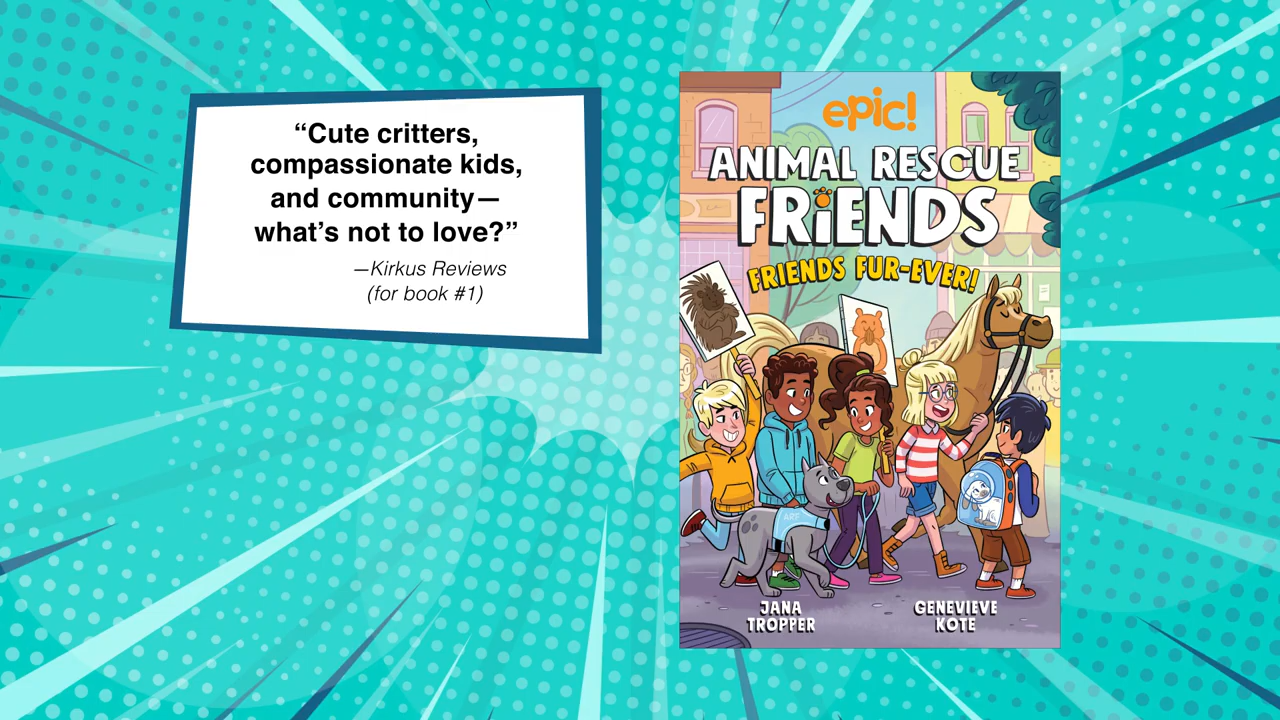 “Cute critters,
compassionate kids,
and community—
what’s not to love?”
—Kirkus Reviews
(for book #1)
epic!
ANIMAL RESCUE
FRiENDS
FRIENDS FUR-EVER!
ARF
JANA
TROPPER
GENEVIEVE
KOTE